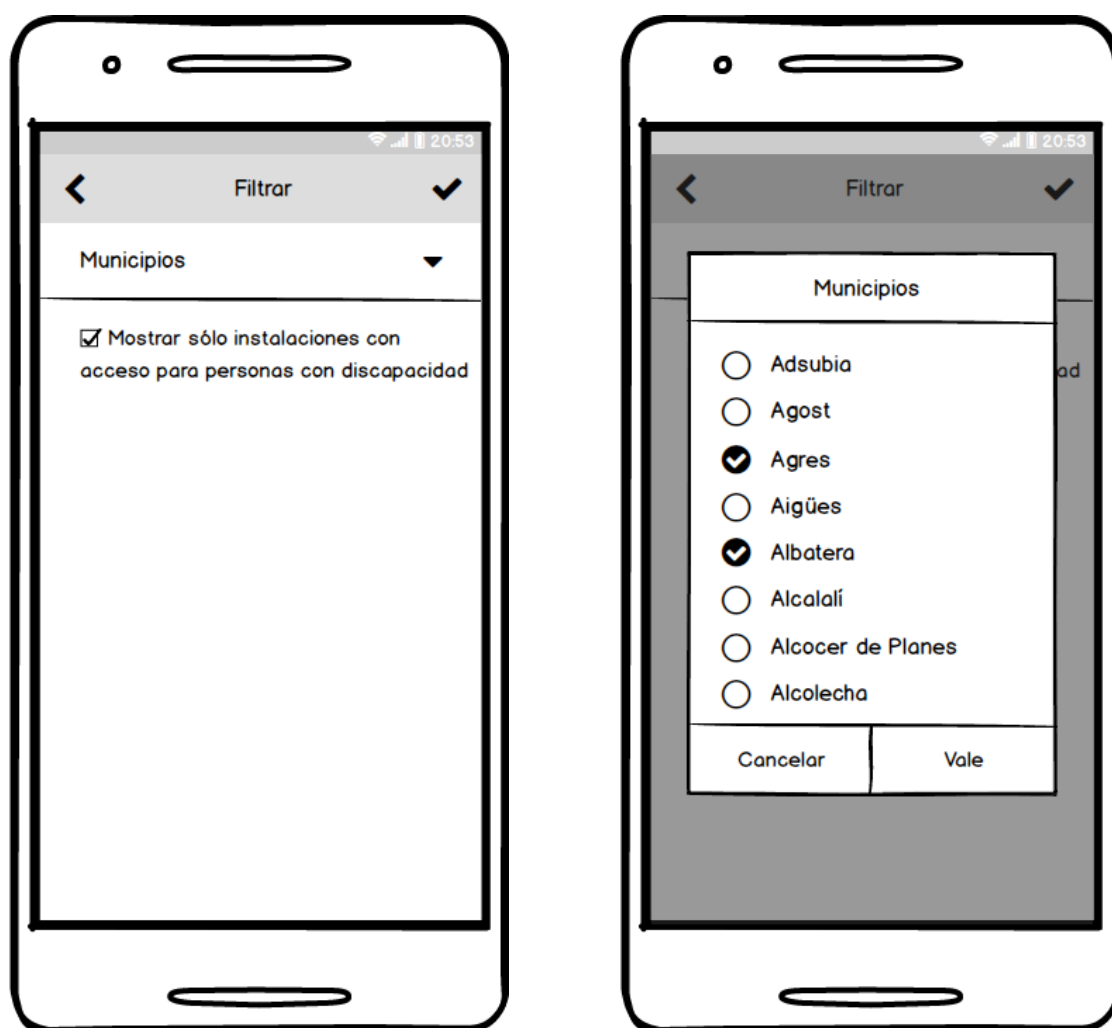 20:53
Filtrar
Municipios
Mostrar sólo instalaciones con
acceso para personas con discapacidad
20:53
Filtrar
ad
Municipios
Adsubia
Agost
Agres
Aigües
Albatera
Alcalalí
Alcocer de Planes
Alcolecha
Cancelar
Vale